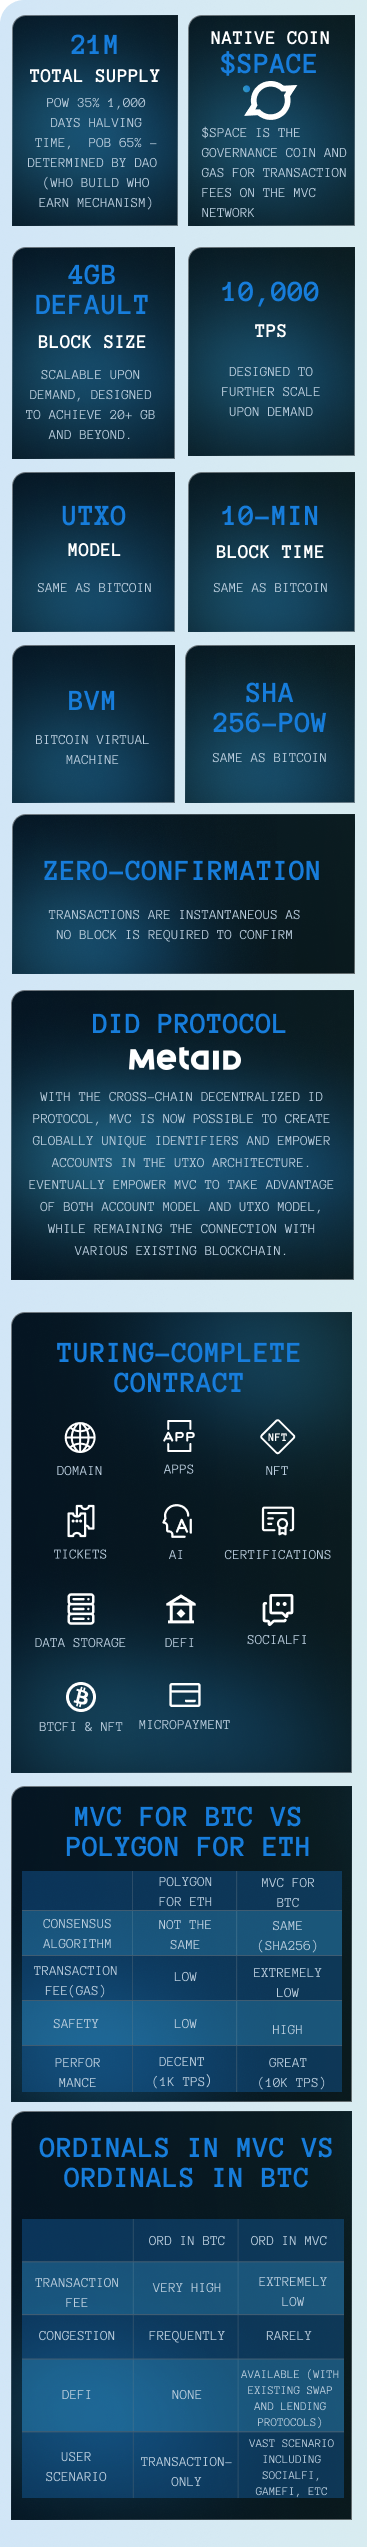 21M
TOTAL SUPPLY
POW 35% 1,000
DAYS HALVING
TIME, POB 65% –
DETERMINED BY DAO
(WHO BUILD WHO
EARN MECHANISM)
NATIVE COIN
$SPACE
$SPACE IS THE
GOVERNANCE COIN AND
GAS FOR TRANSACTION
FEES ON THE MVC
NETWORK
4GB
DEFAULT
BLOCK SIZE
SCALABLE UPON
DEMAND, DESIGNED
TO ACHIEVE 20+ GB
AND BEYOND.
10,000
TPS
DESIGNED TO
FURTHER SCALE
UPON DEMAND
UTXO
MODEL
SAME AS BITCOIN
10–MIN
BLOCK TIME
SAME AS BITCOIN
BVM
BITCOIN VIRTUAL
MACHINE
SHA
256–POW
SAME AS BITCOIN
ZERO–CONFIRMATION
TRANSACTIONS ARE INSTANTANEOUS AS
NO BLOCK IS REQUIRED TO CONFIRM
DID PROTOCOL
MetaID
WITH THE CROSS–CHAIN DECENTRALIZED ID
PROTOCOL, MVC IS NOW POSSIBLE TO CREATE
GLOBALLY UNIQUE IDENTIFIERS AND EMPOWER
ACCOUNTS IN THE UTXO ARCHITECTURE.
EVENTUALLY EMPOWER MVC TO TAKE ADVANTAGE
OF BOTH ACCOUNT MODEL AND UTXO MODEL,
WHILE REMAINING THE CONNECTION WITH
VARIOUS EXISTING BLOCKCHAIN.
TURING–COMPLETE
CONTRACT
APP
NFT
DOMAIN
APPS
NFT
AI
TICKETS
AI
CERTIFICATIONS
DATA STORAGE
DEFI
SOCIALFI
BTCFI & NFT
MICROPAYMENT
MVC FOR BTC VS
POLYGON FOR ETH
POLYGON
FOR ETH
MVC FOR
BTC
CONSENSUS
ALGORITHM
NOT THE
SAME
SAME
(SHA256)
TRANSACTION
FEE(GAS)
LOW
EXTREMELY
LOW
SAFETY
LOW
HIGH
PERFOR
MANCE
DECENT
(1K TPS)
GREAT
(10K TPS)
ORDINALS IN MVC VS
ORDINALS IN BTC
ORD IN BTC
ORD IN MVC
TRANSACTION
FEE
VERY HIGH
EXTREMELY
LOW
CONGESTION
FREQUENTLY
RARELY
DEFI
NONE
AVAILABLE (WITH
EXISTING SWAP
AND LENDING
PROTOCOLS)
USER
SCENARIO
TRANSACTION–
ONLY
VAST SCENARIO
INCLUDING
SOCIALFI,
GAMEFI, ETC